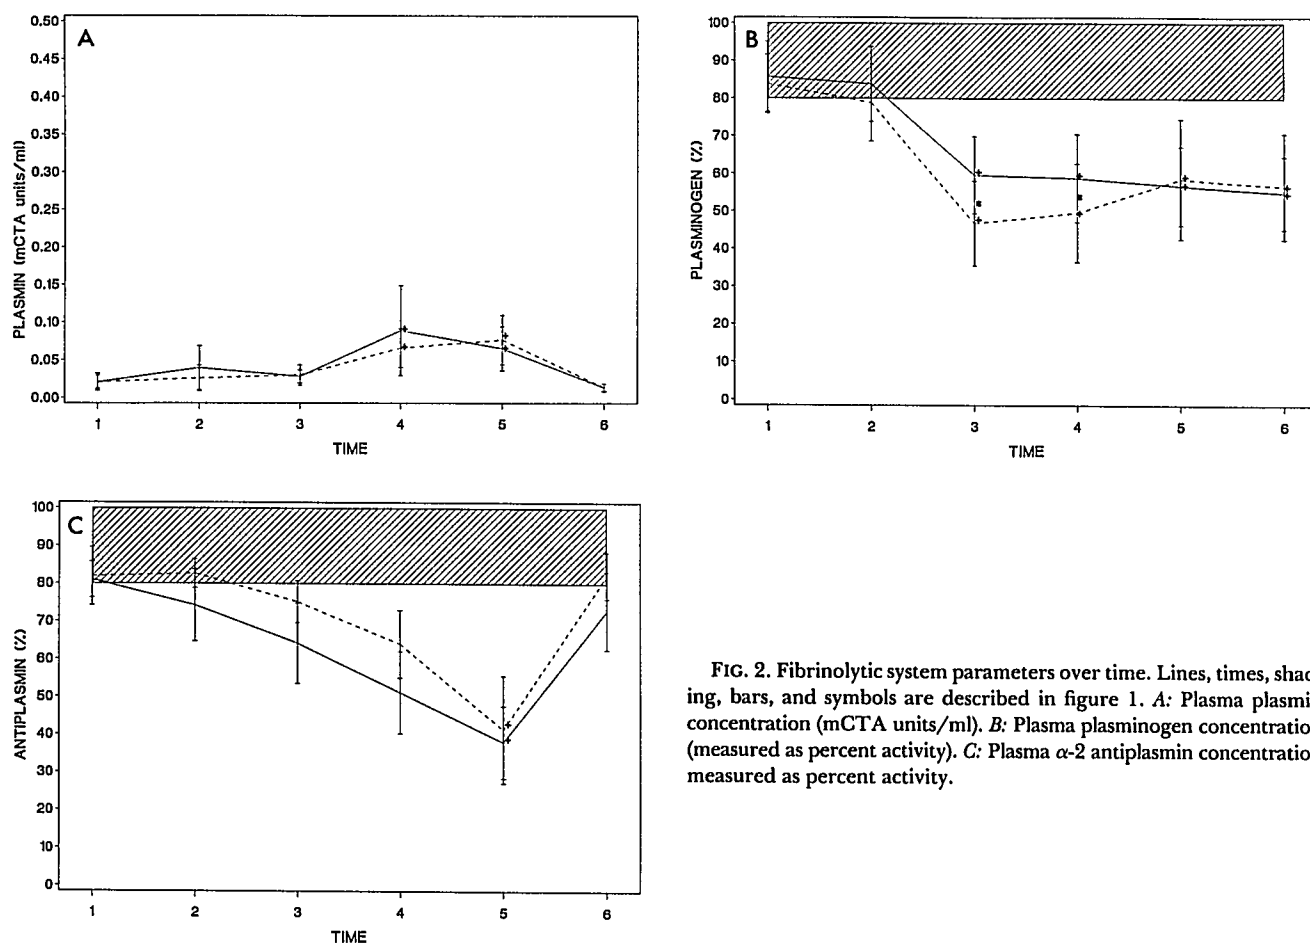 A
0.50
0.45
0.40
0.35
0.30
0.25
0.20
0.15
0.10
0.05
0.00
PLASMIN (mCTA units/ml)
1 2 3 4 5 6
TIME
B
100
90
80
70
60
50
40
30
20
10
0
PLASMINOGEN (%)
1 2 3 4 5 6
TIME
C
100
90
80
70
60
50
40
30
20
10
0
ANTIPLASMIN (%)
1 2 3 4 5 6
TIME
FIG. 2. Fibrinolytic system parameters over time. Lines, times, shad
ing, bars, and symbols are described in figure 1. A: Plasma plasmi
concentration (mCTA units/ml). B: Plasma plasminogen concentratio
(measured as percent activity). C: Plasma α-2 antiplasmin concentratio
measured as percent activity.